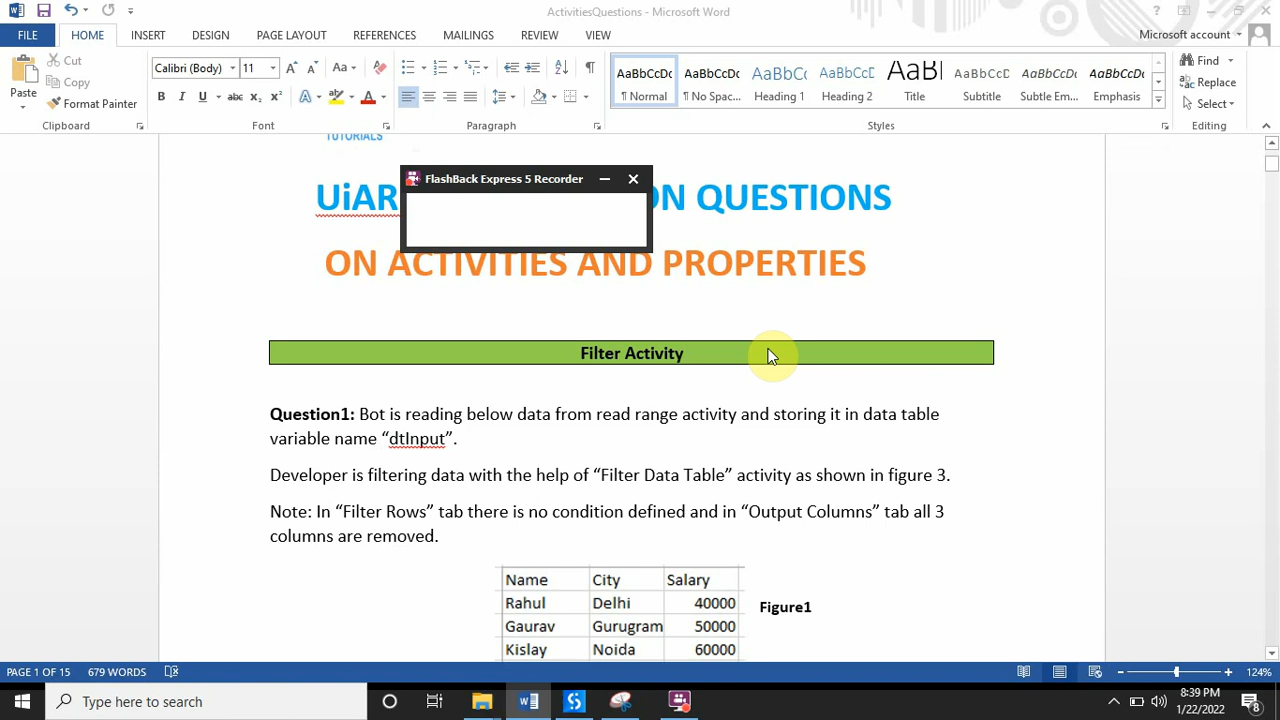 ActivitiesQuestions - Microsoft Word
FILE HOME INSERT DESIGN PAGE LAYOUT REFERENCES MAILINGS REVIEW VIEW Microsoft account
Paste
Cut
Copy
Format Painter
Clipboard
Calibri (Body) 11
Font
Paragraph
AaBbCcDc AaBbCcDc AaBbCc AaBbCc AaBl AaBbCcD AaBbCcDc AaBbCcDc
¶ Normal ¶ No Spac... Heading 1 Heading 2 Title Subtitle Subtle Em... Emphasis
Styles
Find
Replace
Select
Editing
TUTORIALS
FlashBack Express 5 Recorder
UiAR ON QUESTIONS
ON ACTIVITIES AND PROPERTIES
Filter Activity
Question1: Bot is reading below data from read range activity and storing it in data table
variable name “dtInput”.
Developer is filtering data with the help of “Filter Data Table” activity as shown in figure 3.
Note: In “Filter Rows” tab there is no condition defined and in “Output Columns” tab all 3
columns are removed.
Name City Salary
Rahul Delhi 40000
Gaurav Gurugram 50000
Kislay Noida 60000
Figure1
PAGE 1 OF 15 679 WORDS 124%
Type here to search
8:39 PM
1/22/2022
8